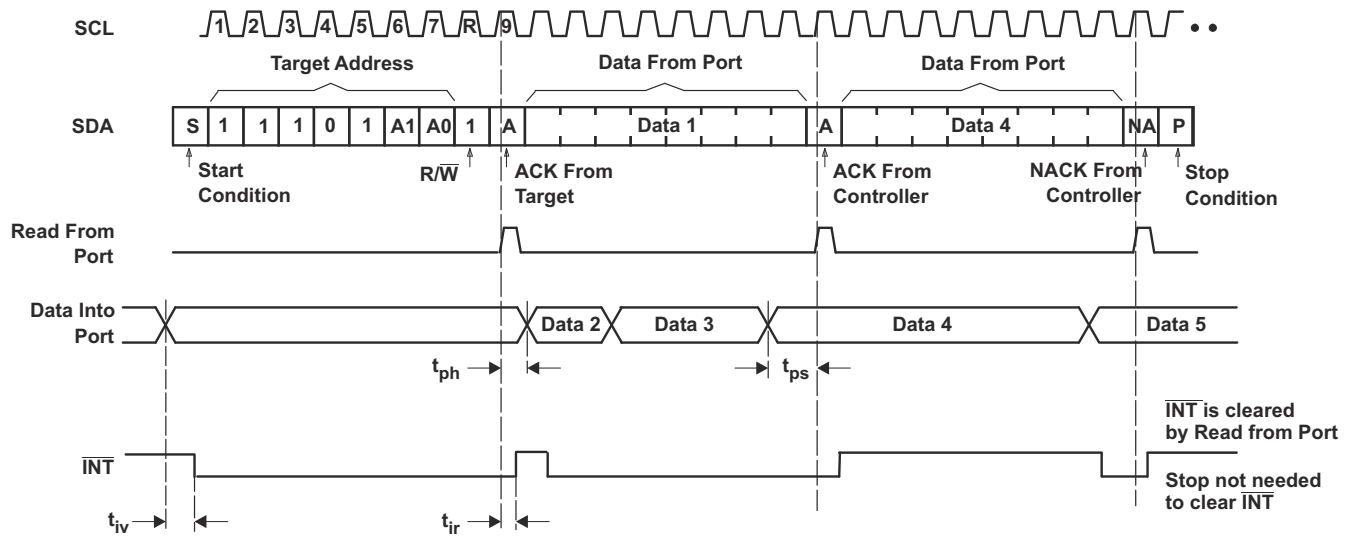 SCL 1 2 3 4 5 6 7 R 9
Target Address Data From Port Data From Port
SDA S 1 1 1 0 1 A1 A0 1 A Data 1 A Data 4 NA P
Start Condition
R/W̅
ACK From Target
ACK From Controller
NACK From Controller
Stop Condition
Read From Port
Data Into Port
Data 2 Data 3 Data 4 Data 5
tph tps
INT is cleared
by Read from Port
INT
Stop not needed
to clear INT
tiv tir